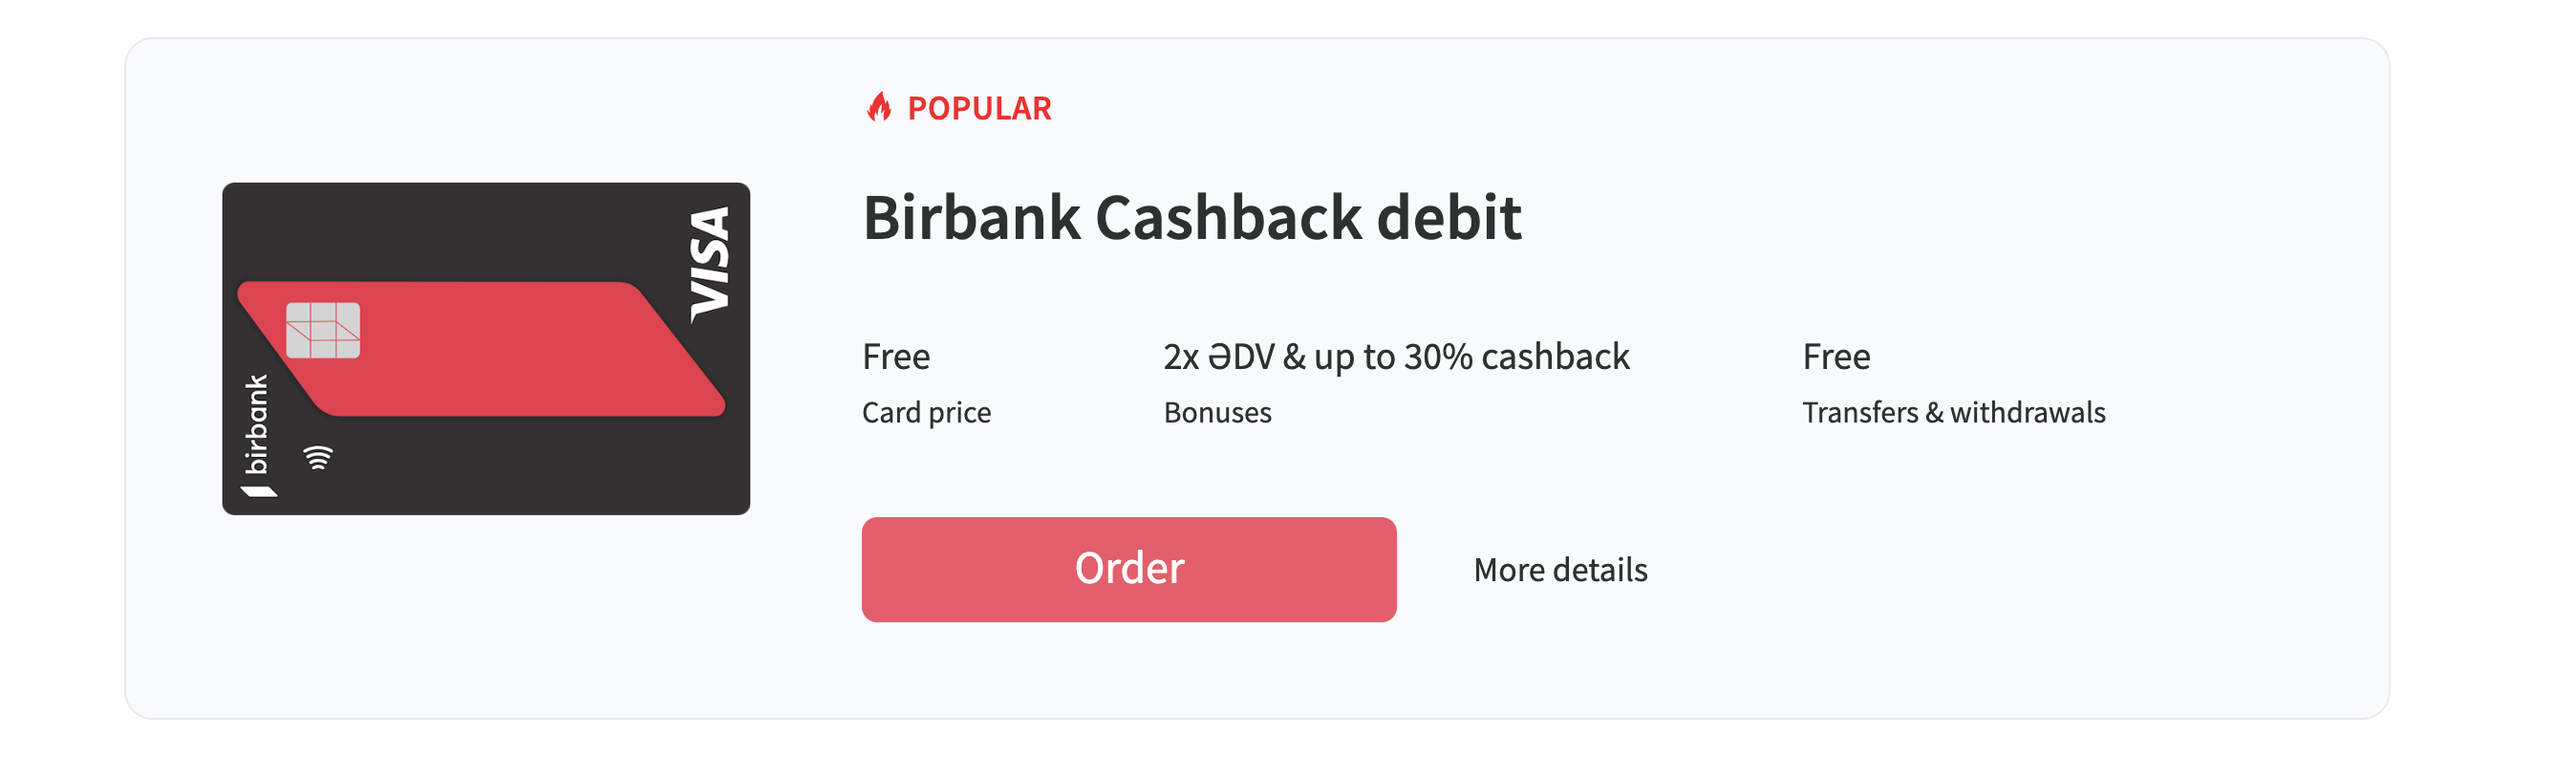 POPULAR
Birbank Cashback debit
Free
Card price
2x ƏDV & up to 30% cashback
Bonuses
Free
Transfers & withdrawals
Order
More details
VISA
birbank